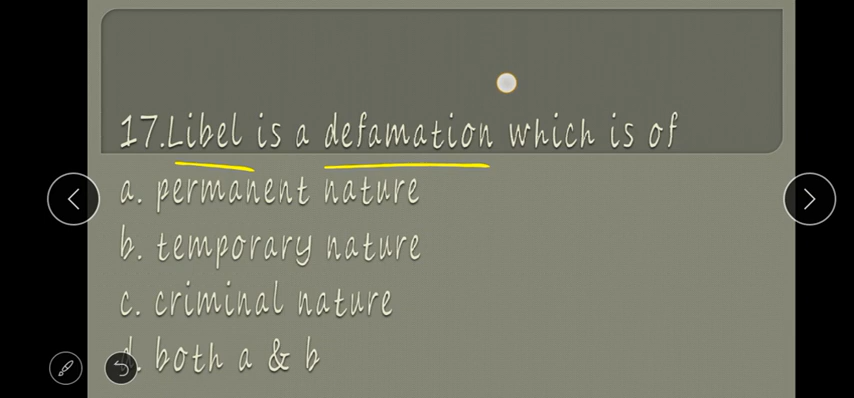 17.Libel is a defamation which is of
a. permanent nature
b. temporary nature
c. criminal nature
d. both a & b